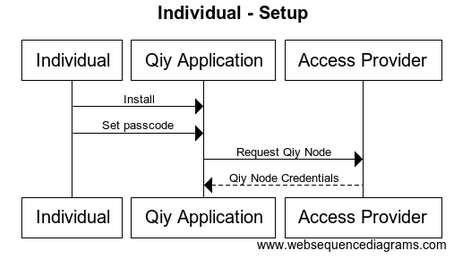 Individual - Setup
Individual Qiy Application Access Provider
Install
Set passcode
Request Qiy Node
Qiy Node Credentials
Individual Qiy Application Access Provider
www.websequencediagrams.com